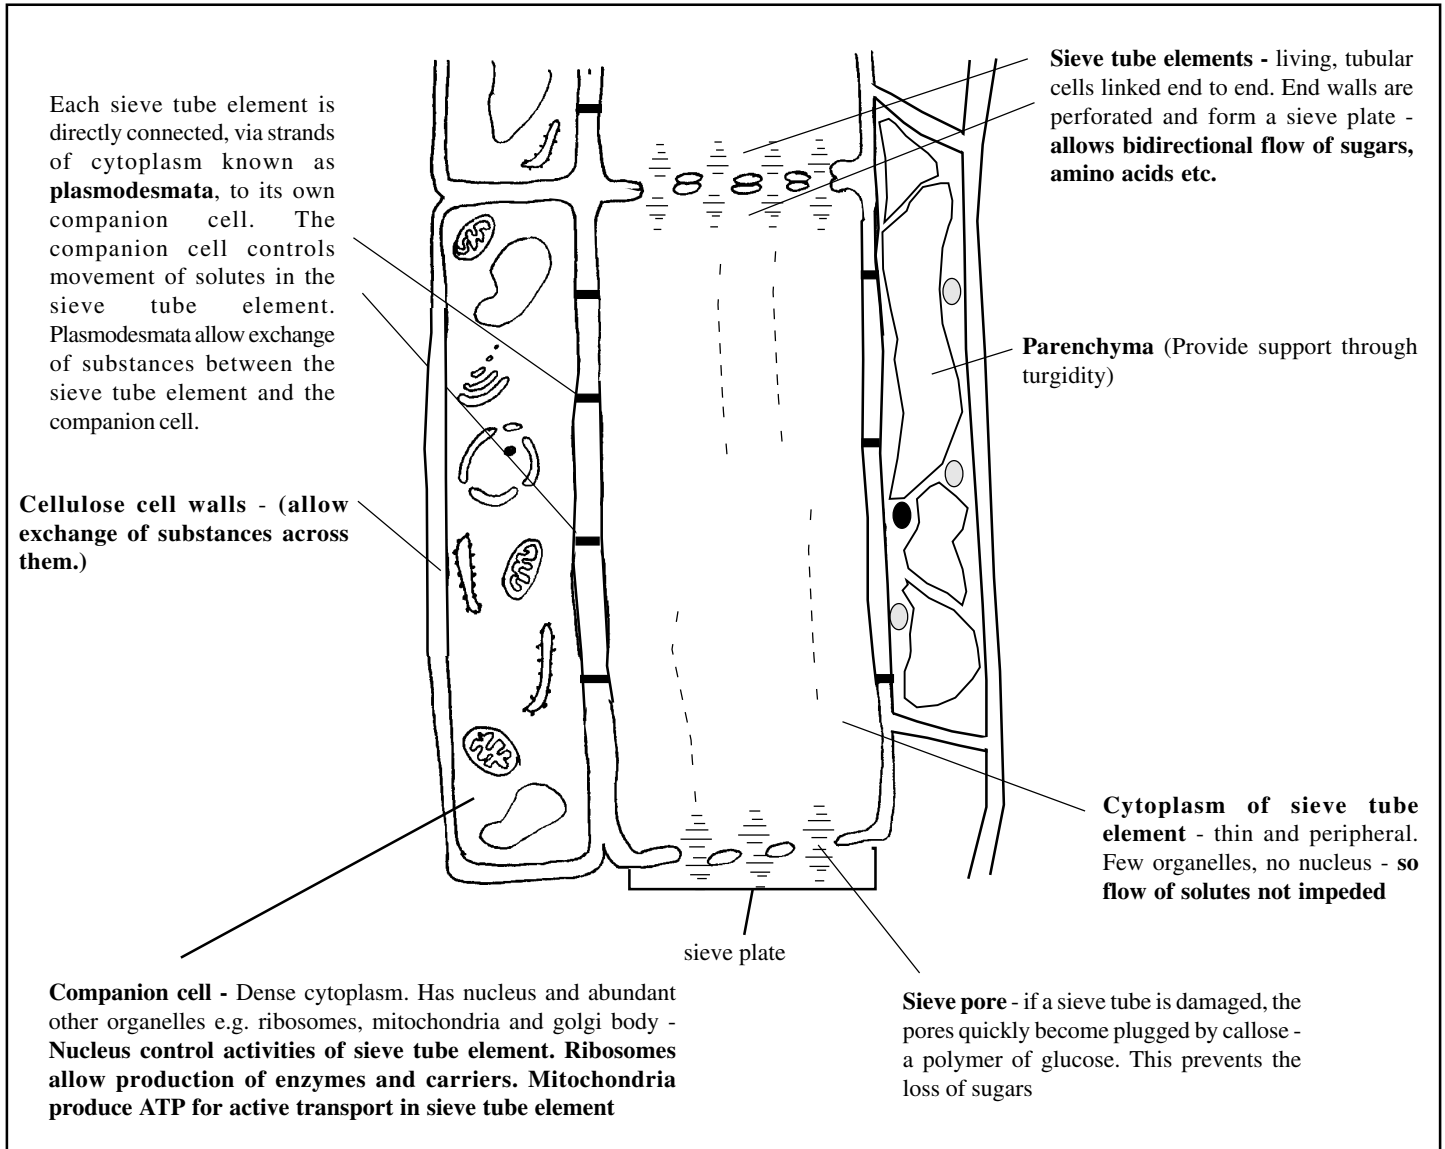 Each sieve tube element is
directly connected, via strands
of cytoplasm known as
plasmodesmata, to its own
companion cell. The
companion cell controls
movement of solutes in the
sieve tube element.
Plasmodesmata allow exchange
of substances between the
sieve tube element and the
companion cell.
Cellulose cell walls - (allow
exchange of substances across
them.)
Sieve tube elements - living, tubular
cells linked end to end. End walls are
perforated and form a sieve plate -
allows bidirectional flow of sugars,
amino acids etc.
Parenchyma (Provide support through
turgidity)
Cytoplasm of sieve tube
element - thin and peripheral.
Few organelles, no nucleus - so
flow of solutes not impeded
sieve plate
Companion cell - Dense cytoplasm. Has nucleus and abundant
other organelles e.g. ribosomes, mitochondria and golgi body -
Nucleus control activities of sieve tube element. Ribosomes
allow production of enzymes and carriers. Mitochondria
produce ATP for active transport in sieve tube element
Sieve pore - if a sieve tube is damaged, the
pores quickly become plugged by callose -
a polymer of glucose. This prevents the
loss of sugars